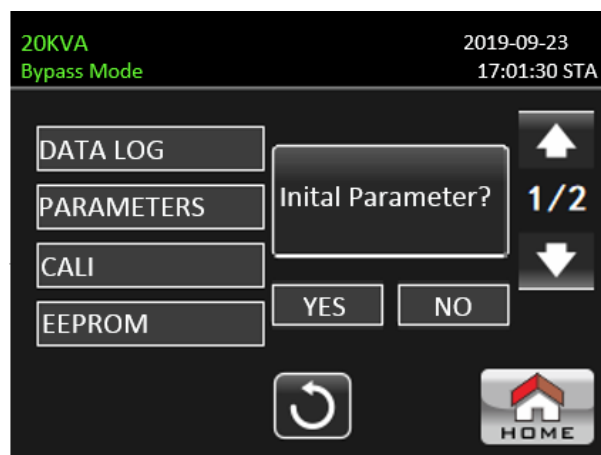 20KVA
2019-09-23
Bypass Mode
17:01:30 STA
DATA LOG
PARAMETERS
CALI
EEPROM
Inital Parameter?
YES
NO
1/2
HOME